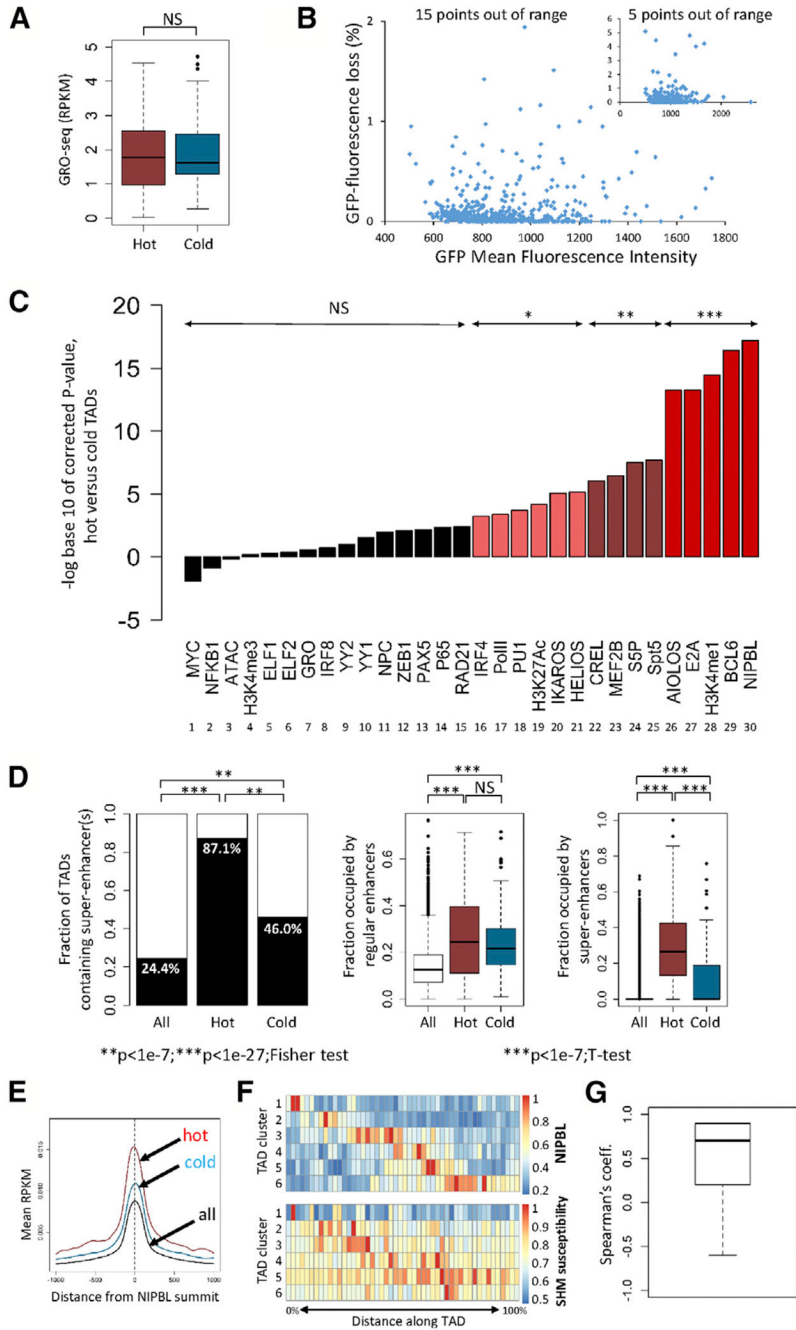 A
NS
GRO-seq (RPKM)
5
4
3
2
1
0
Hot
Cold
B
15 points out of range
5 points out of range
GFP-fluorescence loss (%)
2
1
0
400
600
800
1000
1200
1400
1600
1800
GFP Mean Fluorescence Intensity
6
5
4
3
2
1
0
0
1000
2000
C
-log base 10 of corrected P-value,
hot versus cold TADs
20
15
10
5
0
-5
NS
*
**
***
MYC
NFKB1
ATAC
H3K4me3
ELF1
ELF2
GRO
IRF8
YY2
YY1
NPC
ZEB1
PAX5
P65
RAD21
IRF4
PolII
PU1
H3K27Ac
IKAROS
HELIOS
CREL
MEF2B
S5P
Spt5
AIOLOS
E2A
H3K4me1
BCL6
NIPBL
1 2 3 4 5 6 7 8 9 10 11 12 13 14 15 16 17 18 19 20 21 22 23 24 25 26 27 28 29 30
D
**
*** **
Fraction of TADs
containing super-enhancer(s)
1
0.8
0.6
0.4
0.2
0
24.4%
87.1%
46.0%
All Hot Cold
**p<1e-7;***p<1e-27;Fisher test
***
*** NS
Fraction occupied by
regular enhancers
0.8
0.6
0.4
0.2
0.0
All Hot Cold
***
*** ***
Fraction occupied by
super-enhancers
1.0
0.8
0.6
0.4
0.2
0.0
All Hot Cold
***p<1e-7;T-test
E
hot
cold
all
Mean RPKM
0.015
0.010
0.005
-1000
-500
0
500
1000
Distance from NIPBL summit
F
TAD cluster
1
2
3
4
5
6
1
0.8
0.6
0.4
0.2
NIPBL
TAD cluster
1
2
3
4
5
6
1
0.9
0.8
0.7
0.6
0.5
SHM susceptibility
0%
100%
Distance along TAD
G
Spearman's coeff.
1.0
0.5
0.0
-0.5
-1.0